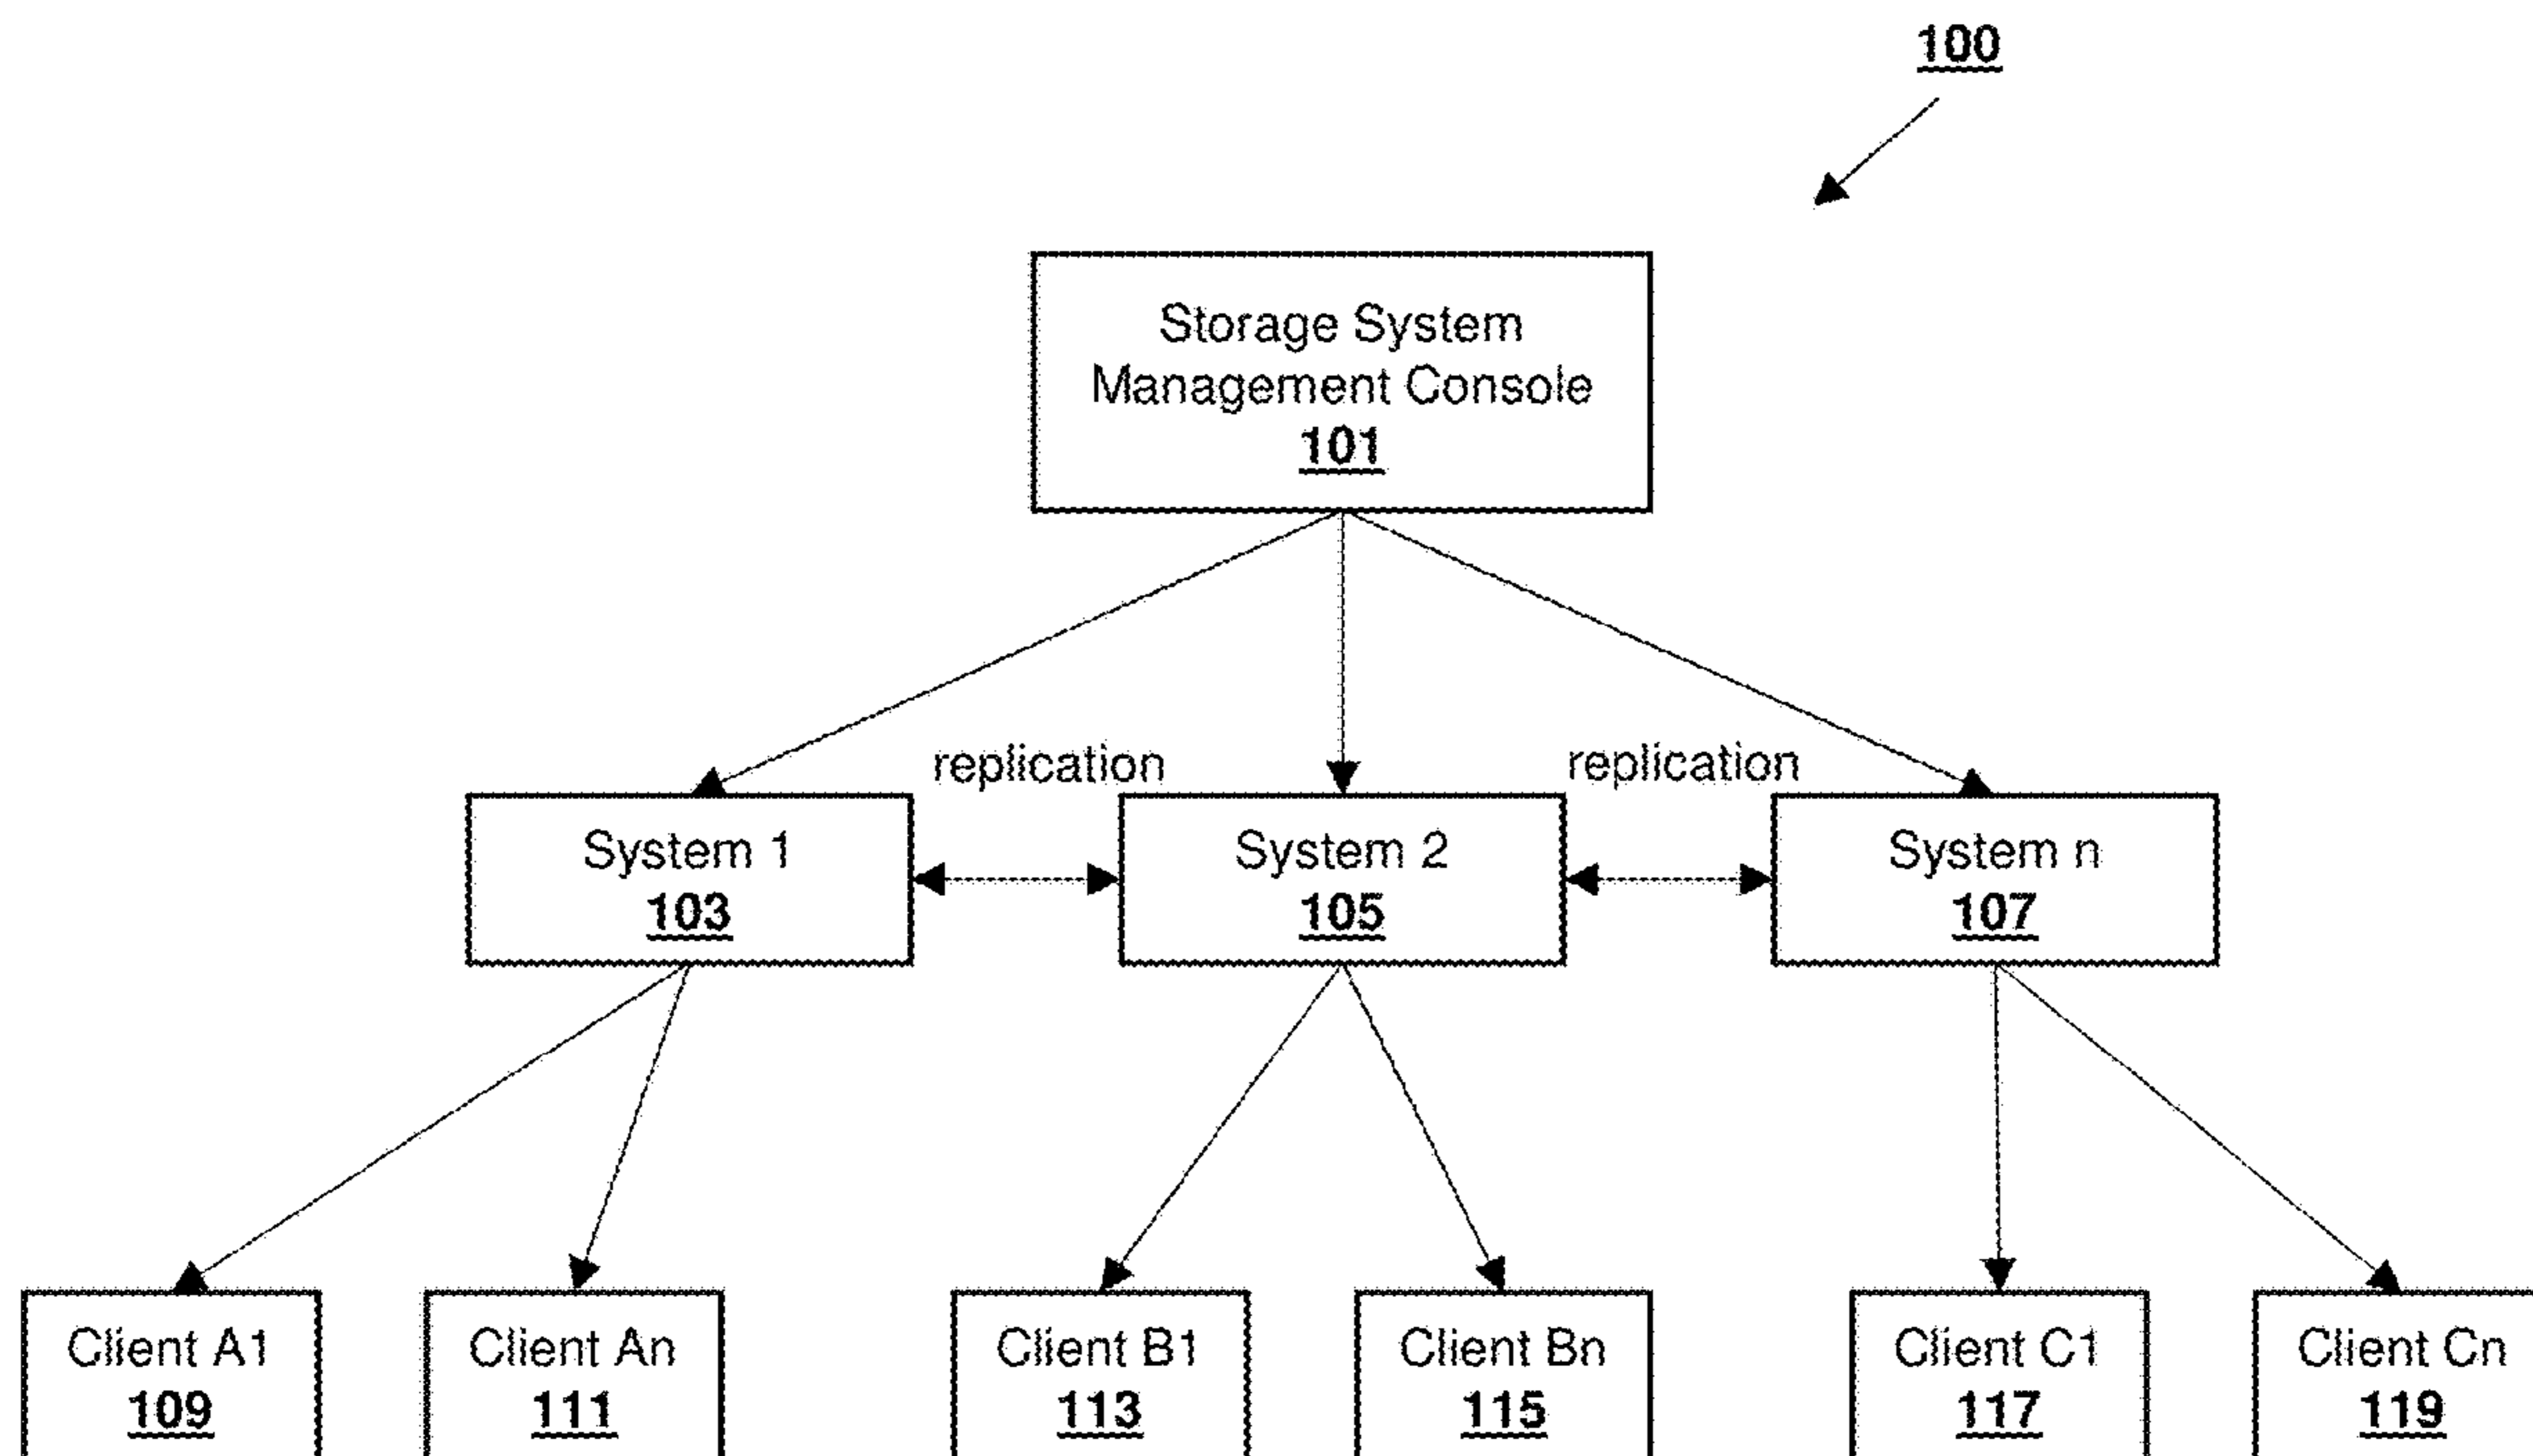 100
Storage System
Management Console
101
replication
replication
System 1
103
System 2
105
System n
107
Client A1
109
Client An
111
Client B1
113
Client Bn
115
Client C1
117
Client Cn
119